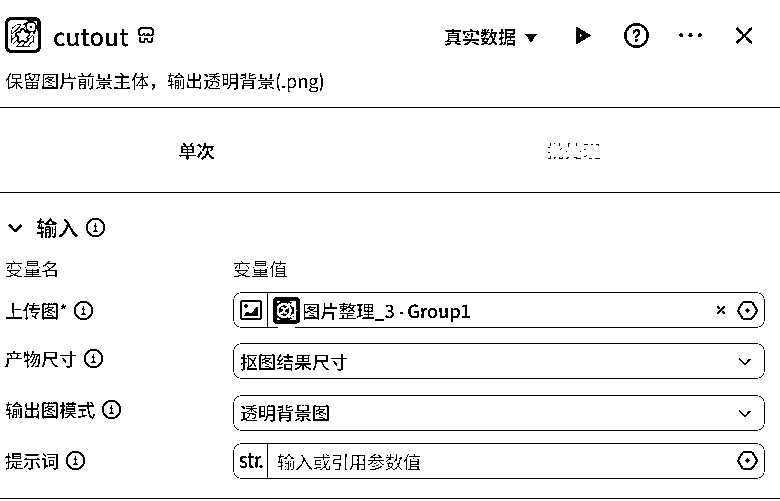 cutout
真实数据
保留图片前景主体，输出透明背景(.png)
单次
批处理
输入
变量名 变量值
上传图* 图片整理_3 - Group1
产物尺寸 抠图结果尺寸
输出图模式 透明背景图
提示词 str. 输入或引用参数值